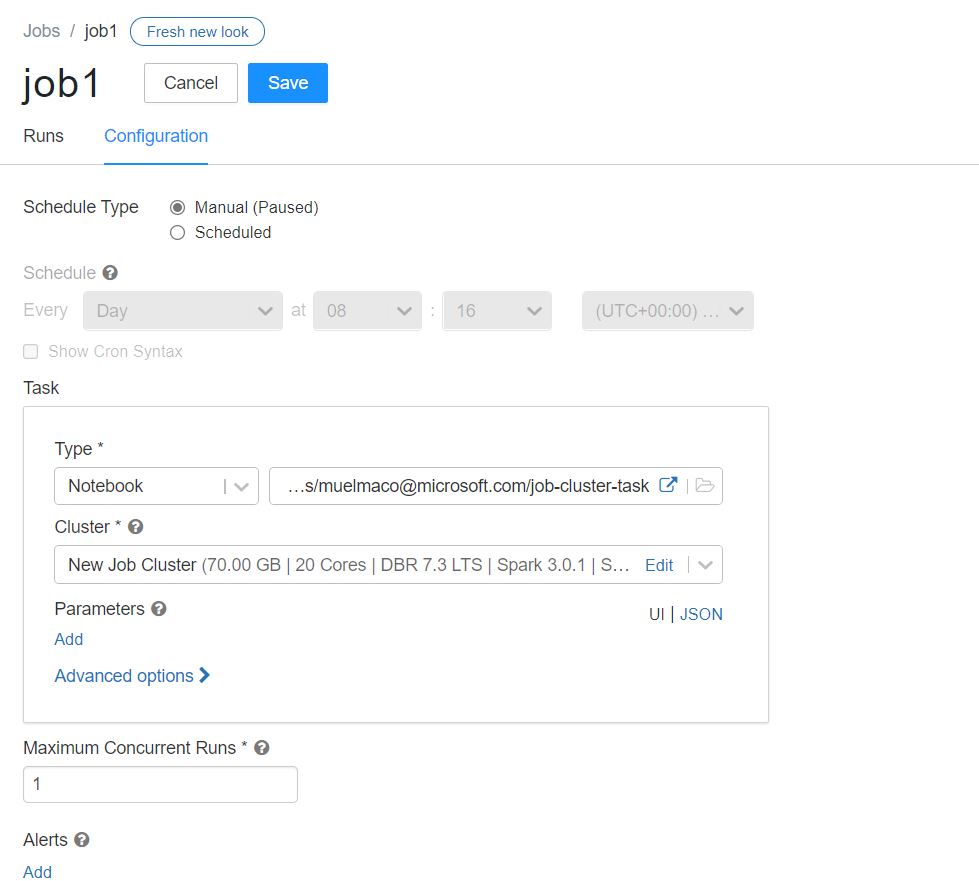 Jobs / job1 Fresh new look
job1 Cancel Save
Runs Configuration
Schedule Type Manual (Paused)
Scheduled
Schedule ?
Every Day at 08 : 16 (UTC+00:00) ...
Show Cron Syntax
Task
Type *
Notebook ...s/muelmaco@microsoft.com/job-cluster-task
Cluster * ?
New Job Cluster (70.00 GB | 20 Cores | DBR 7.3 LTS | Spark 3.0.1 | S... Edit
Parameters ? UI | JSON
Add
Advanced options
Maximum Concurrent Runs * ?
1
Alerts ?
Add